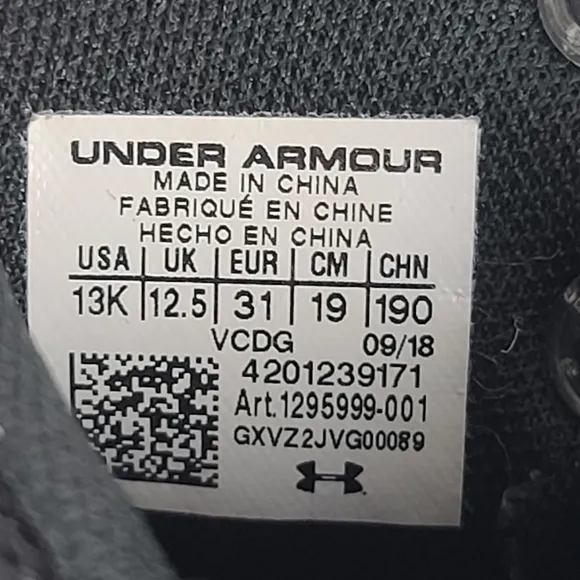 UNDER ARMOUR
MADE IN CHINA
FABRIQUÉ EN CHINE
HECHO EN CHINA
USA UK EUR CM CHN
13K 12.5 31 19 190
VCDG 09/18
4201239171
Art.1295999-001
GXVZ2JVG00089